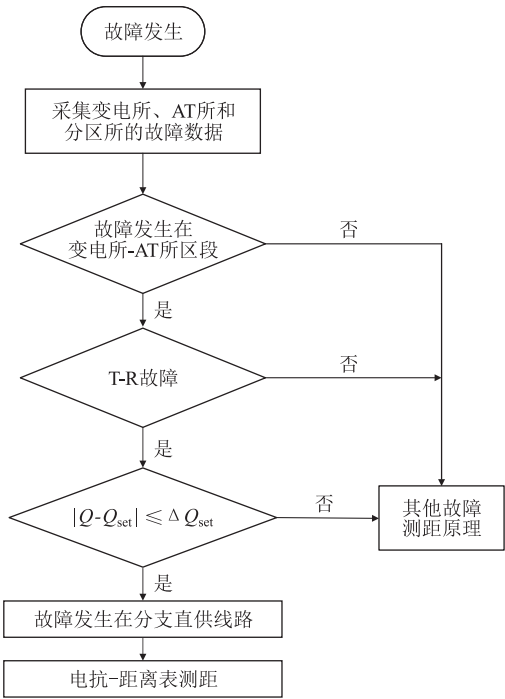 故障发生
采集变电所、AT所和
分区所的故障数据
故障发生在
变电所-AT所区段
否
是
T-R故障
否
是
|Q-Qset|≤ΔQset
否
其他故障
测距原理
是
故障发生在分支直供线路
电抗-距离表测距